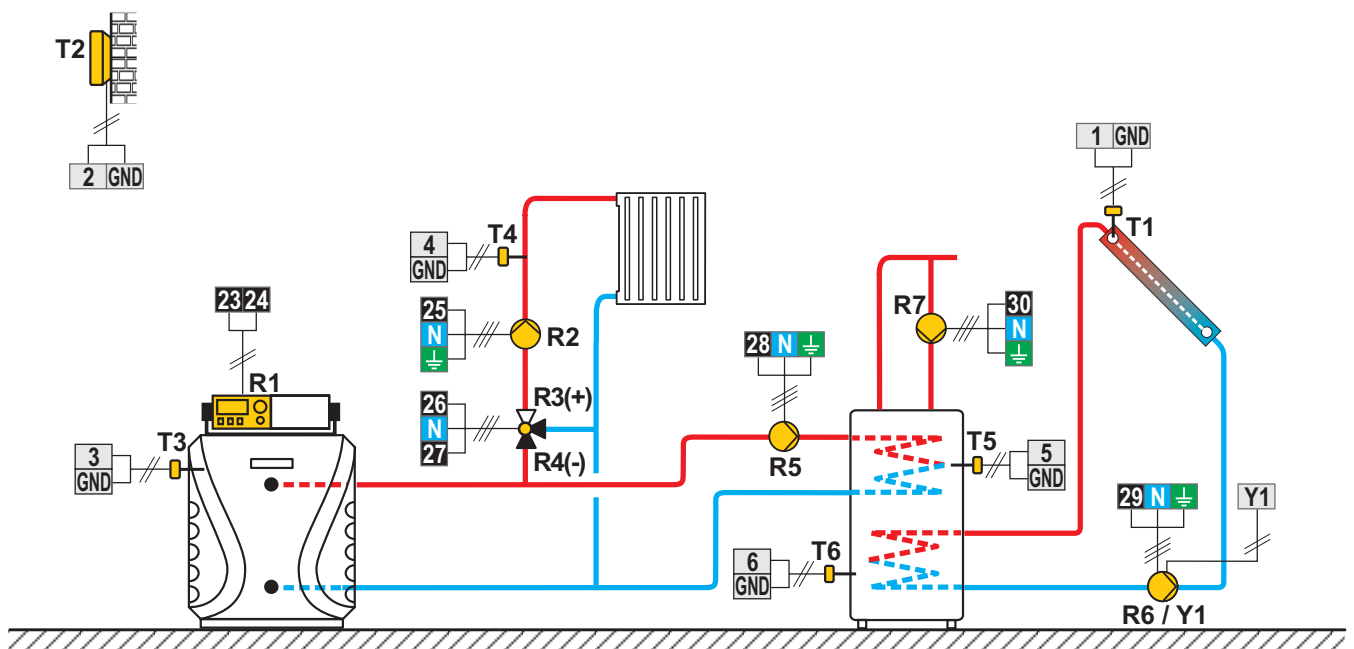 T2
2 GND
1 GND
T1
4
GND
T4
23 24
25
N
R2
R7
30
N
28 N
R1
R3(+)
26
N
27
R4(-)
R5
3
GND
T3
T5
5
GND
29 N
Y1
6
GND
T6
R6 / Y1